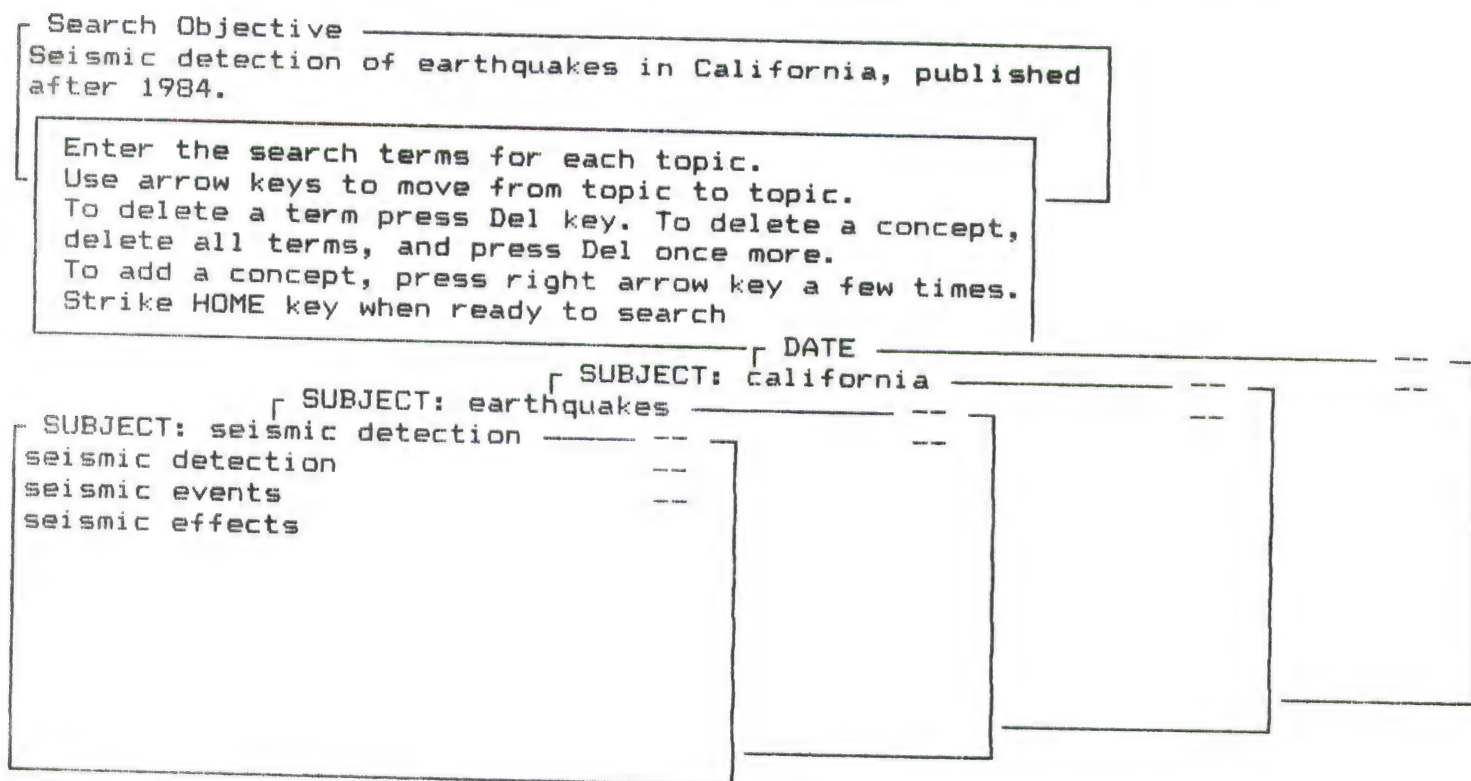 Search Objective
Seismic detection of earthquakes in California, published
after 1984.
Enter the search terms for each topic.
Use arrow keys to move from topic to topic.
To delete a term press Del key. To delete a concept,
delete all terms, and press Del once more.
To add a concept, press right arrow key a few times.
Strike HOME key when ready to search
DATE -- 
SUBJECT: california -- --
SUBJECT: earthquakes -- --
SUBJECT: seismic detection -- --
seismic detection --
seismic events --
seismic effects